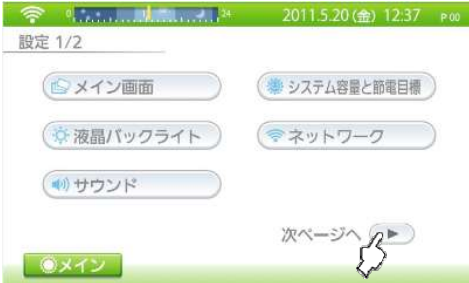 0 24 2011.5.20(金) 12:37 P 00
設定 1/2
メイン画面 システム容量と節電目標
液晶バックライト ネットワーク
サウンド
次ページへ
メイン